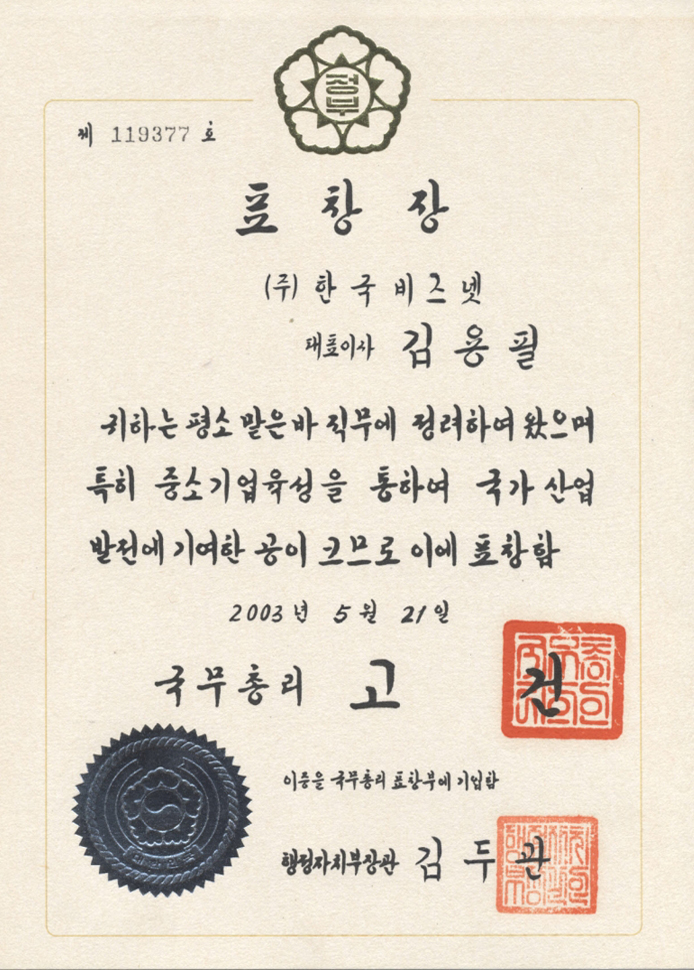 정부
제 119377 호
표창장
(주) 한국비즈넷
대표이사 김용필
귀하는 평소 맡은바 직무에 정려하여 왔으며
특히 중소기업육성을 통하여 국가 산업
발전에 기여한 공이 크므로 이에 표창함
2003년 5월 21일
국무총리 고 건
이중을 국무총리 표창부에 기입함
행정자치부장관 김두관
대한민국